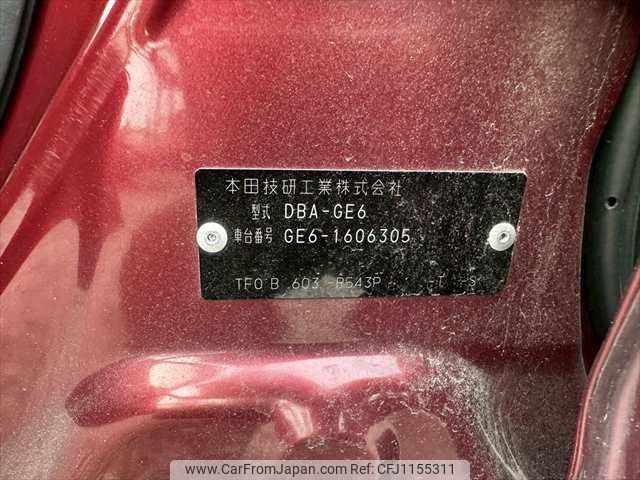 本田技研工業株式会社
型式 DBA-GE6
車台番号 GE6-1606305
TF0 B 603 -R543P -T -S
www.CarFromJapan.com CFJ1155311